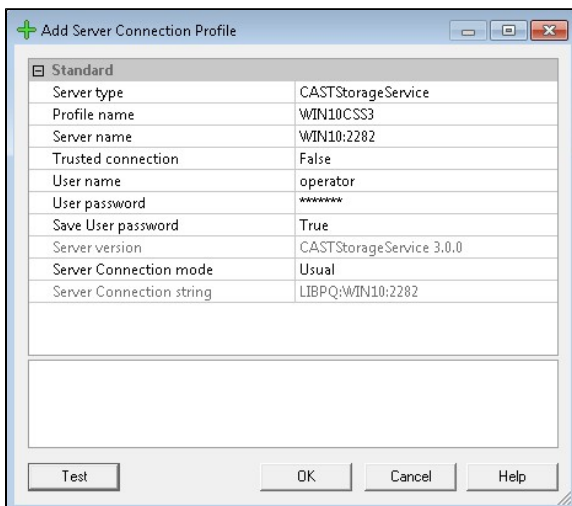 Add Server Connection Profile
Standard
Server type CASTStorageService
Profile name WIN10CSS3
Server name WIN10:2282
Trusted connection False
User name operator
User password *******
Save User password True
Server version CASTStorageService 3.0.0
Server Connection mode Usual
Server Connection string LIBPQ:WIN10:2282
Test OK Cancel Help